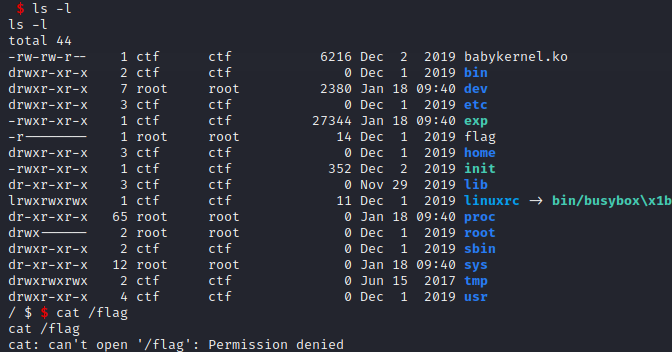 $ ls -l
ls -l
total 44
-rw-rw-r-- 1 ctf ctf 6216 Dec 2 2019 babykernel.ko
drwxr-xr-x 2 ctf ctf 0 Dec 1 2019 bin
drwxr-xr-x 7 root root 2380 Jan 18 09:40 dev
drwxr-xr-x 3 ctf ctf 0 Dec 1 2019 etc
-rwxr-xr-x 1 ctf ctf 27344 Jan 18 09:40 exp
-r-------- 1 root root 14 Dec 1 2019 flag
drwxr-xr-x 3 ctf ctf 0 Dec 1 2019 home
-rwxr-xr-x 1 ctf ctf 352 Dec 2 2019 init
dr-xr-xr-x 3 ctf ctf 0 Nov 29 2019 lib
lrwxrwxrwx 1 ctf ctf 11 Dec 1 2019 linuxrc -> bin/busybox\x1b
dr-xr-xr-x 65 root root 0 Jan 18 09:40 proc
drwx------ 2 root root 0 Dec 1 2019 root
drwxr-xr-x 2 ctf ctf 0 Dec 1 2019 sbin
dr-xr-xr-x 12 root root 0 Jan 18 09:40 sys
drwxrwxrwx 2 ctf ctf 0 Jun 15 2017 tmp
drwxr-xr-x 4 ctf ctf 0 Dec 1 2019 usr
/ $ $ cat /flag
cat /flag
cat: can't open '/flag': Permission denied